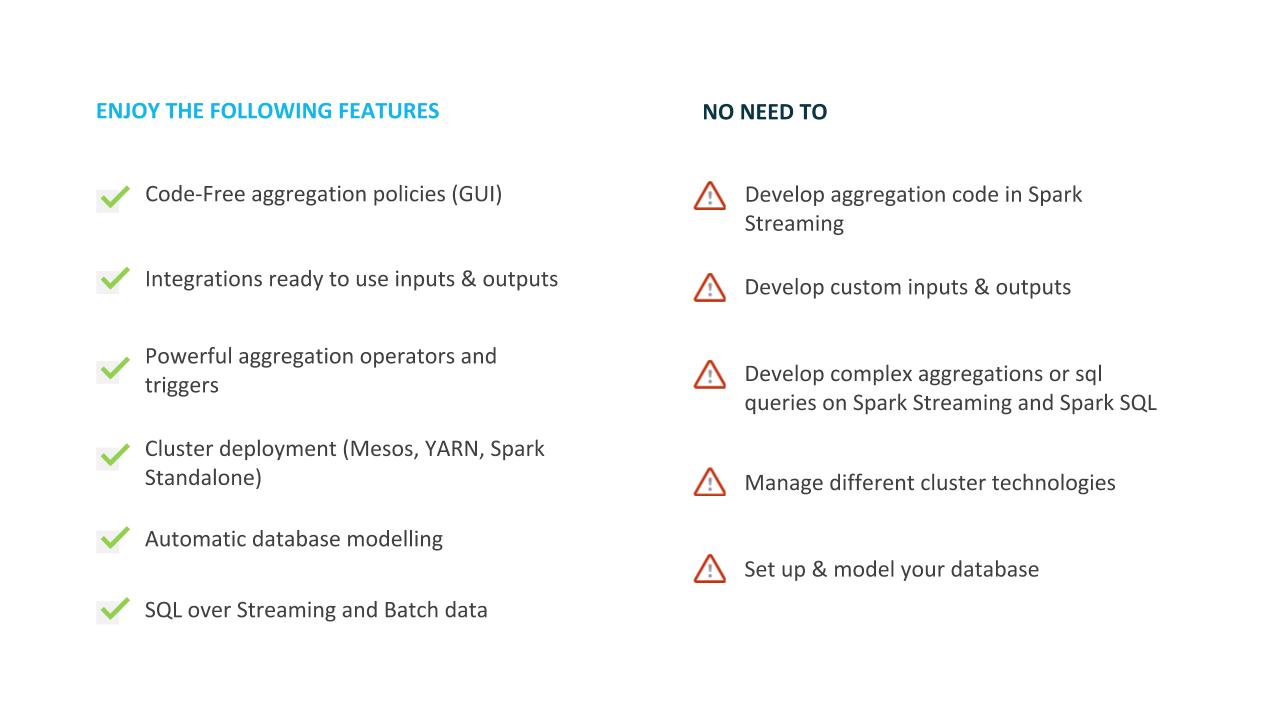 ENJOY THE FOLLOWING FEATURES
Code-Free aggregation policies (GUI)
Integrations ready to use inputs & outputs
Powerful aggregation operators and
triggers
Cluster deployment (Mesos, YARN, Spark
Standalone)
Automatic database modelling
SQL over Streaming and Batch data
NO NEED TO
Develop aggregation code in Spark
Streaming
Develop custom inputs & outputs
Develop complex aggregations or sql
queries on Spark Streaming and Spark SQL
Manage different cluster technologies
Set up & model your database